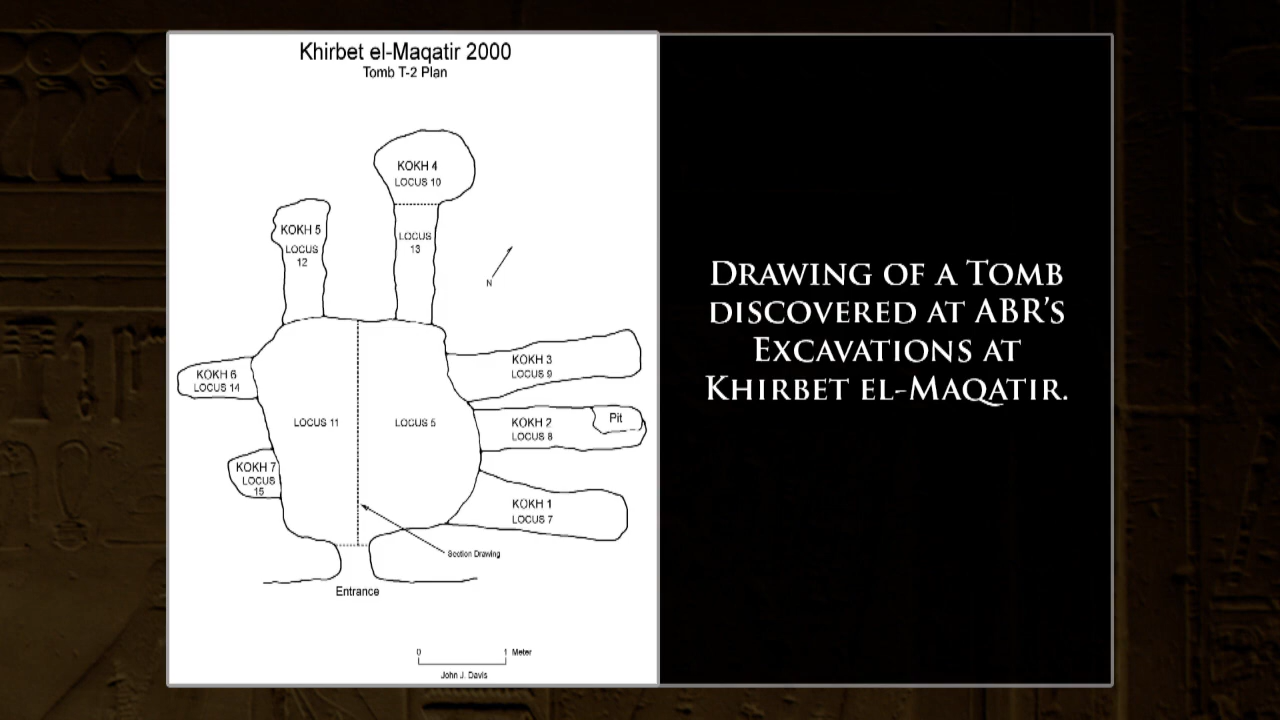 Khirbet el-Maqatir 2000
Tomb T-2 Plan
KOKH 4
LOCUS 10
KOKH 5
LOCUS
12
LOCUS
13
N
KOKH 3
LOCUS 9
KOKH 6
LOCUS 14
KOKH 2
LOCUS 8
Pit
LOCUS 11
LOCUS 5
KOKH 7
LOCUS
15
KOKH 1
LOCUS 7
Section Drawing
Entrance
0 1 Meter
John J. Davis
Drawing of a Tomb
discovered at ABR’s
Excavations at
Khirbet el-Maqatir.